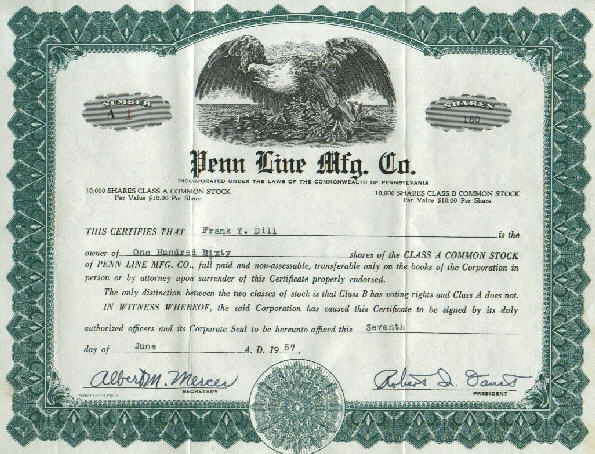 NUMBER
SHARES
A 1
160
Penn Line Mfg. Co.
INCORPORATED UNDER THE LAWS OF THE COMMONWEALTH OF PENNSYLVANIA
10,000 SHARES CLASS A COMMON STOCK
Par Value $10.00 Per Share
10,000 SHARES CLASS B COMMON STOCK
Par Value $10.00 Per Share
THIS CERTIFIES THAT Frank Y. Dill is the
owner of One Hundred Sixty shares of the CLASS A COMMON STOCK
of PENN LINE MFG. CO., full paid and non-assessable, transferable only on the books of the Corporation in
person or by attorney upon surrender of this Certificate properly endorsed.
The only distinction between the two classes of stock is that Class B has voting rights and Class A does not.
IN WITNESS WHEREOF, the said Corporation has caused this Certificate to be signed by its duly
authorized officers and its Corporate Seal to be hereunto affixed this Seventh
day of June A. D. 19 57.
Albert M. Mercer
SECRETARY
Robert
PRESIDENT